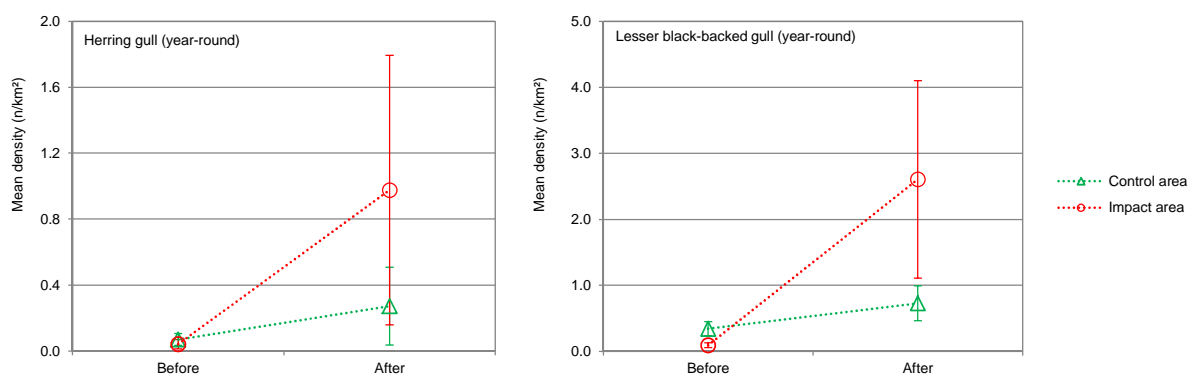 Herring gull (year-round)
Mean density (n/km²)
2.0
1.6
1.2
0.8
0.4
0.0
Before After
Lesser black-backed gull (year-round)
Mean density (n/km²)
5.0
4.0
3.0
2.0
1.0
0.0
Before After
Control area
Impact area